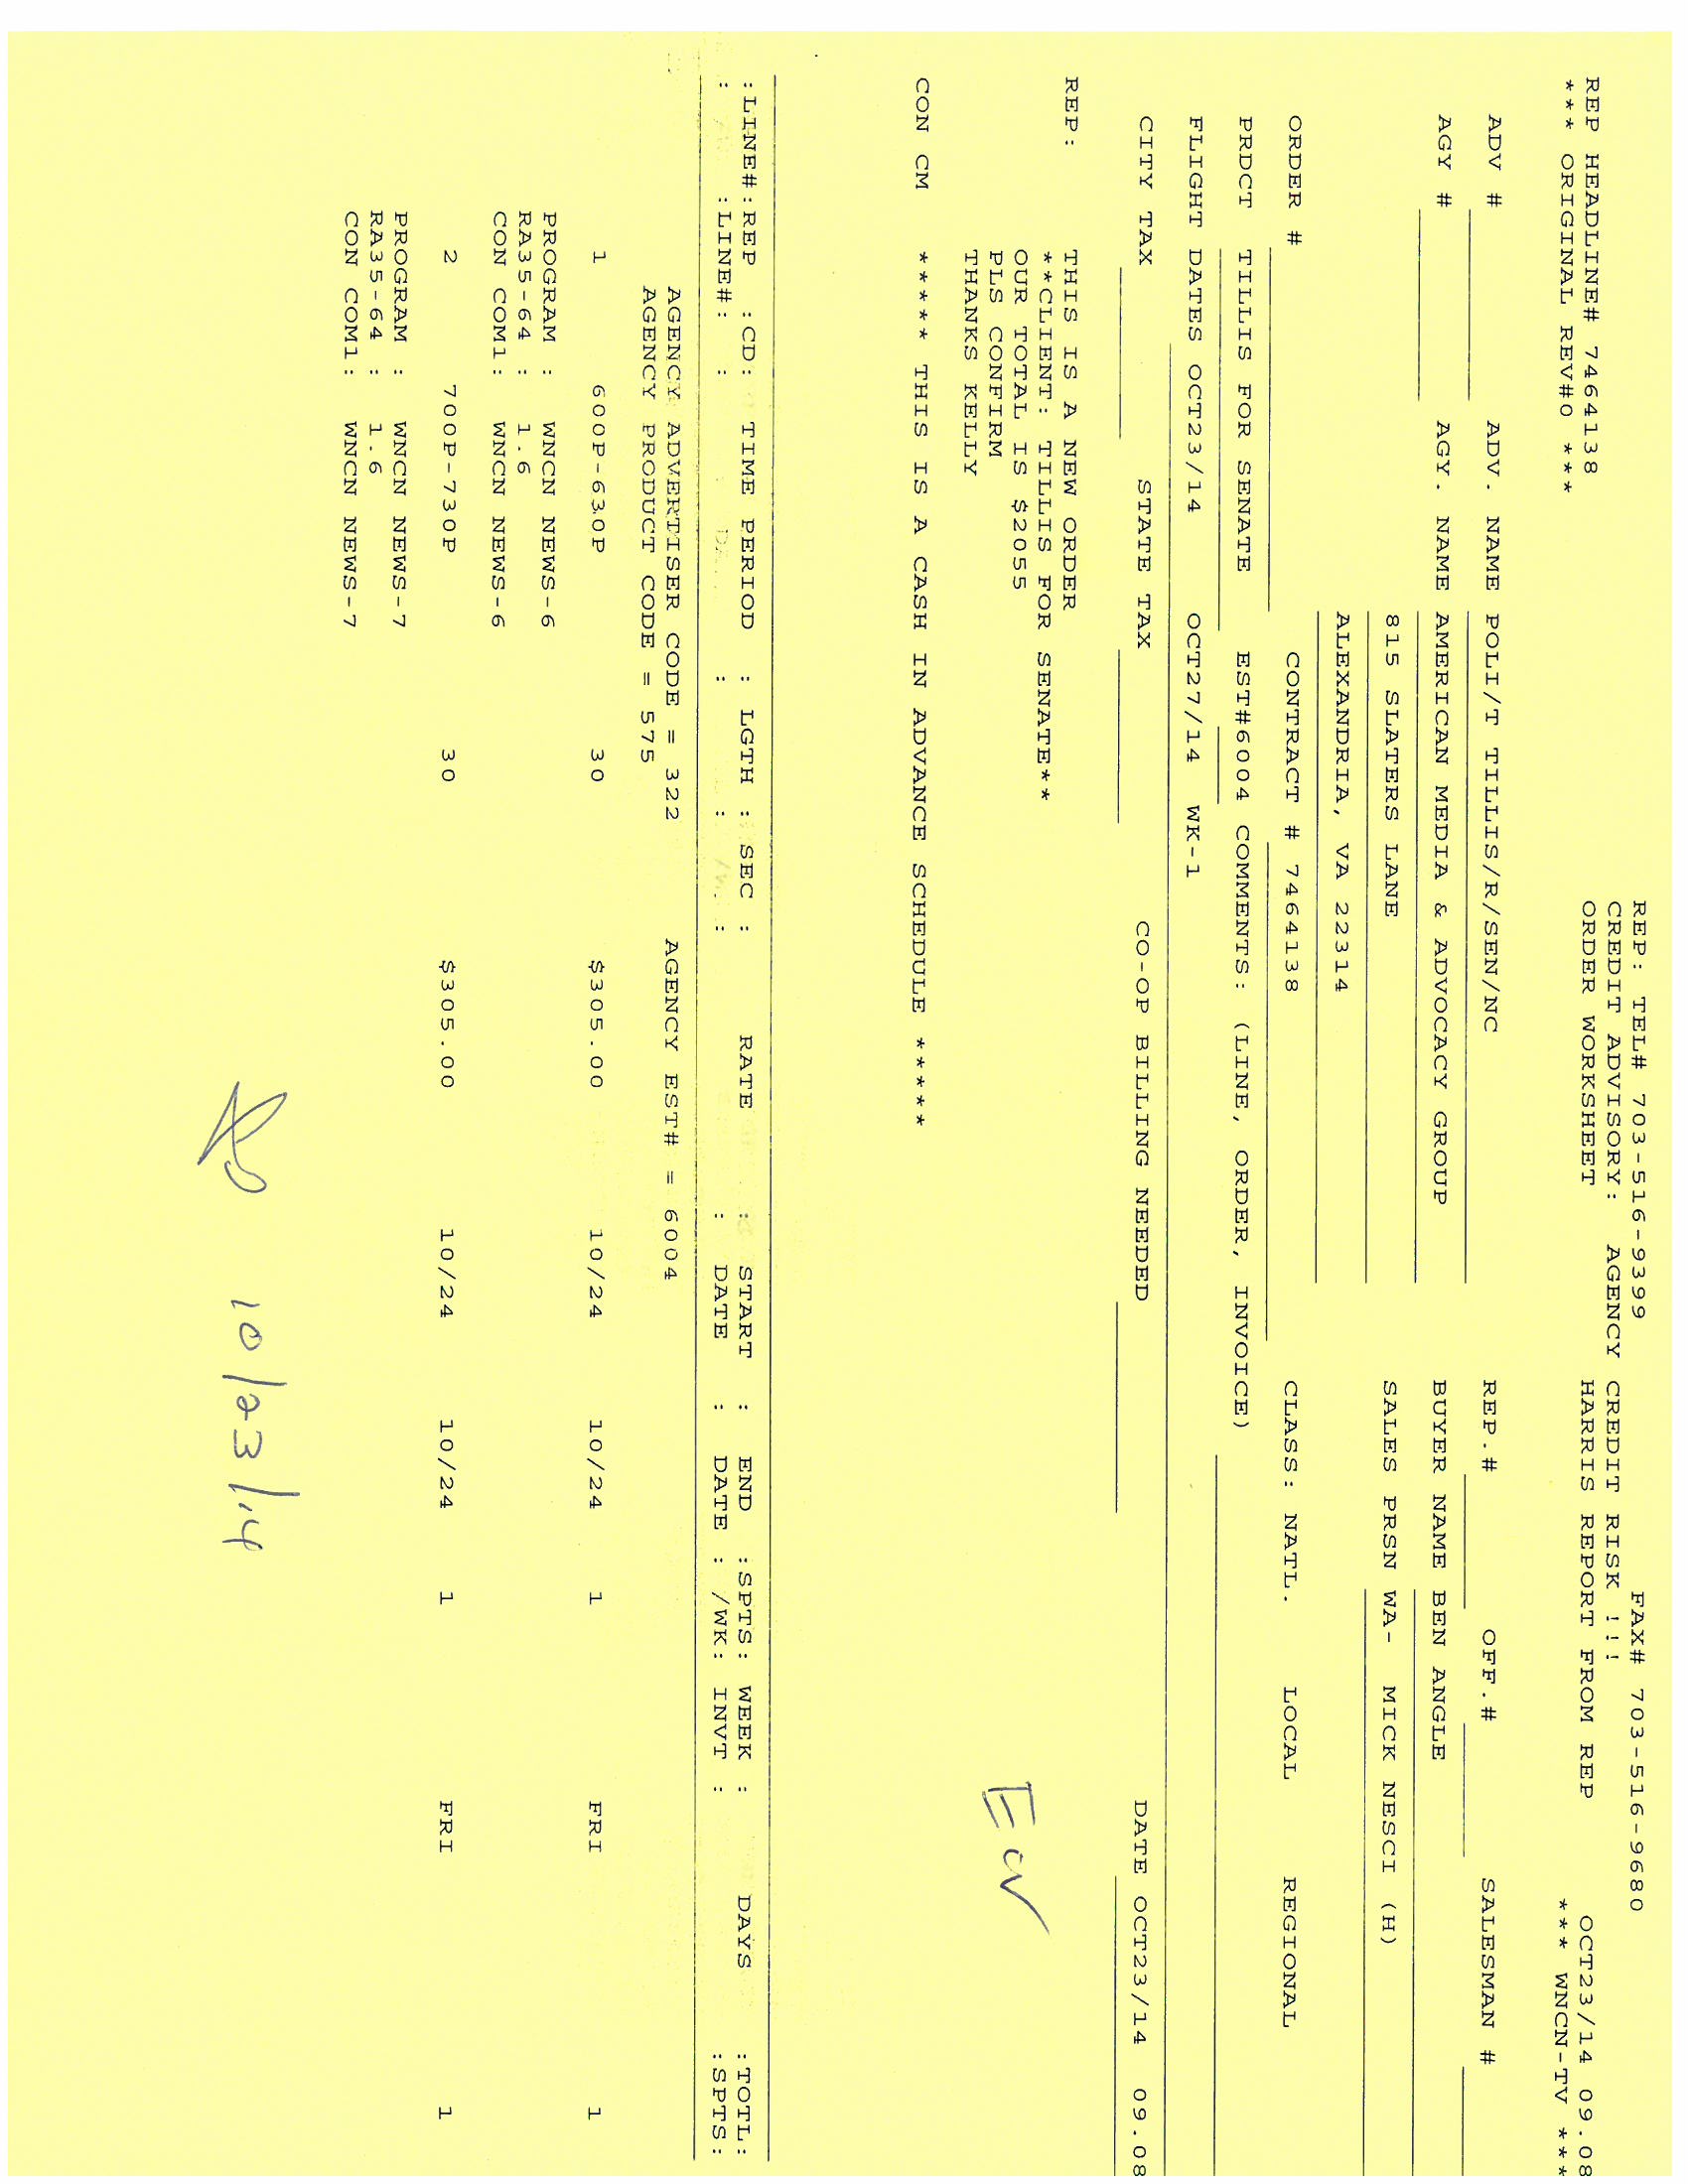 REP: TEL# 703-516-9399 FAX# 703-516-9680
CREDIT ADVISORY: AGENCY CREDIT RISK !!!
REP HEADLINE# 7464138 ORDER WORKSHEET HARRIS REPORT FROM REP OCT23/14 09.08
*** ORIGINAL REV#0 *** *** WNCN-TV ***
ADV # ADV. NAME POLI/T TILLIS/R/SEN/NC REP.# OFF.# SALESMAN #
AGY # AGY. NAME AMERICAN MEDIA & ADVOCACY GROUP BUYER NAME BEN ANGLE
815 SLATERS LANE SALES PRSN WA- MICK NESCI (H)
ALEXANDRIA, VA 22314
ORDER # CONTRACT # 7464138 CLASS: NATL. LOCAL REGIONAL
PRDCT TILLIS FOR SENATE EST#6004 COMMENTS: (LINE, ORDER, INVOICE)
FLIGHT DATES OCT23/14 OCT27/14 WK-1
CITY TAX STATE TAX CO-OP BILLING NEEDED DATE OCT23/14 09.08
REP: THIS IS A NEW ORDER
**CLIENT: TILLIS FOR SENATE**
OUR TOTAL IS $2055
PLS CONFIRM
THANKS KELLY
CON CM ***** THIS IS A CASH IN ADVANCE SCHEDULE *****
:LINE#:REP :CD: TIME PERIOD : LGTH : SEC : RATE : START : END :SPTS: WEEK : DAYS :TOTL:
: :LINE#: : : : : : DATE : DATE : /WK: INVT : :SPTS:
AGENCY ADVERTISER CODE = 322 AGENCY EST# = 6004
AGENCY PRODUCT CODE = 575
1 600P-630P 30 $305.00 10/24 10/24 1 FRI 1
PROGRAM : WNCN NEWS-6
RA35-64 : 1.6
CON COM1: WNCN NEWS-6
2 700P-730P 30 $305.00 10/24 10/24 1 FRI 1
PROGRAM : WNCN NEWS-7
RA35-64 : 1.6
CON COM1: WNCN NEWS-7
10/23/14